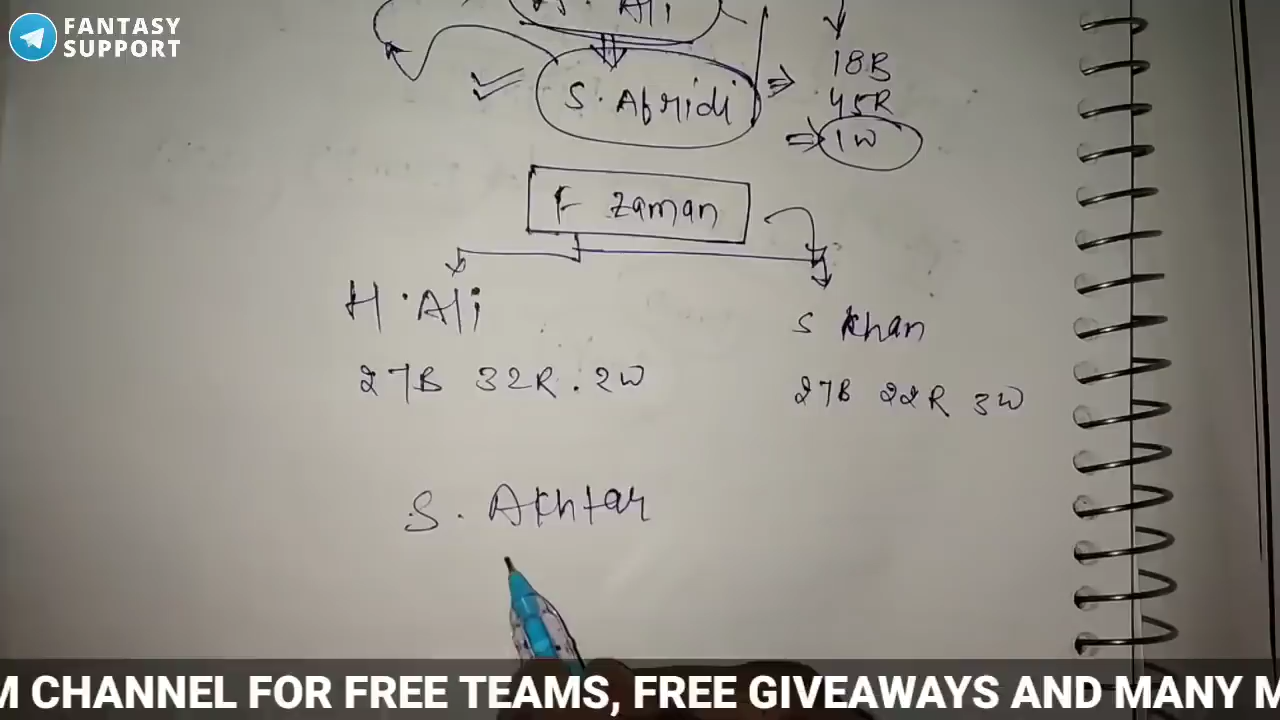 FANTASY
SUPPORT
A. Ali
S. Afridi
18B
45R
1W
F Zaman
H. Ali
S Khan
27B 32R. 2W
27B 22R 3W
S. Akhtar
M CHANNEL FOR FREE TEAMS, FREE GIVEAWAYS AND MANY M